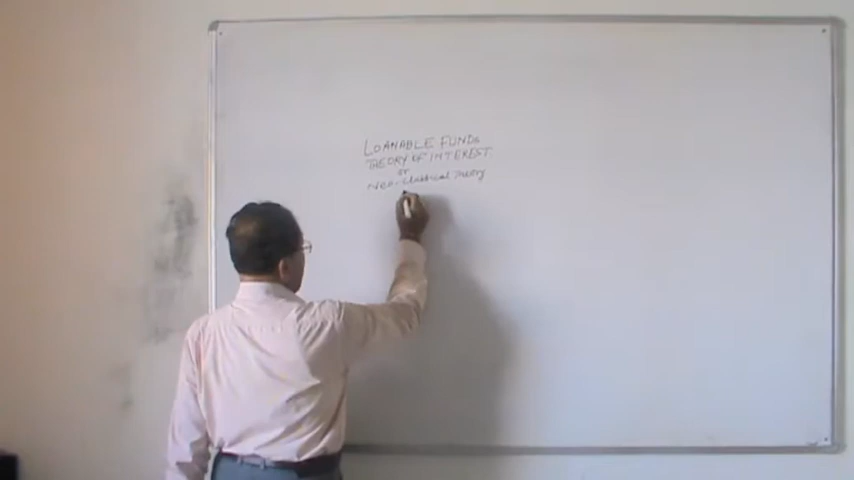 LOANABLE FUNDS
THEORY OF INTEREST
or
Neo-Classical Theory